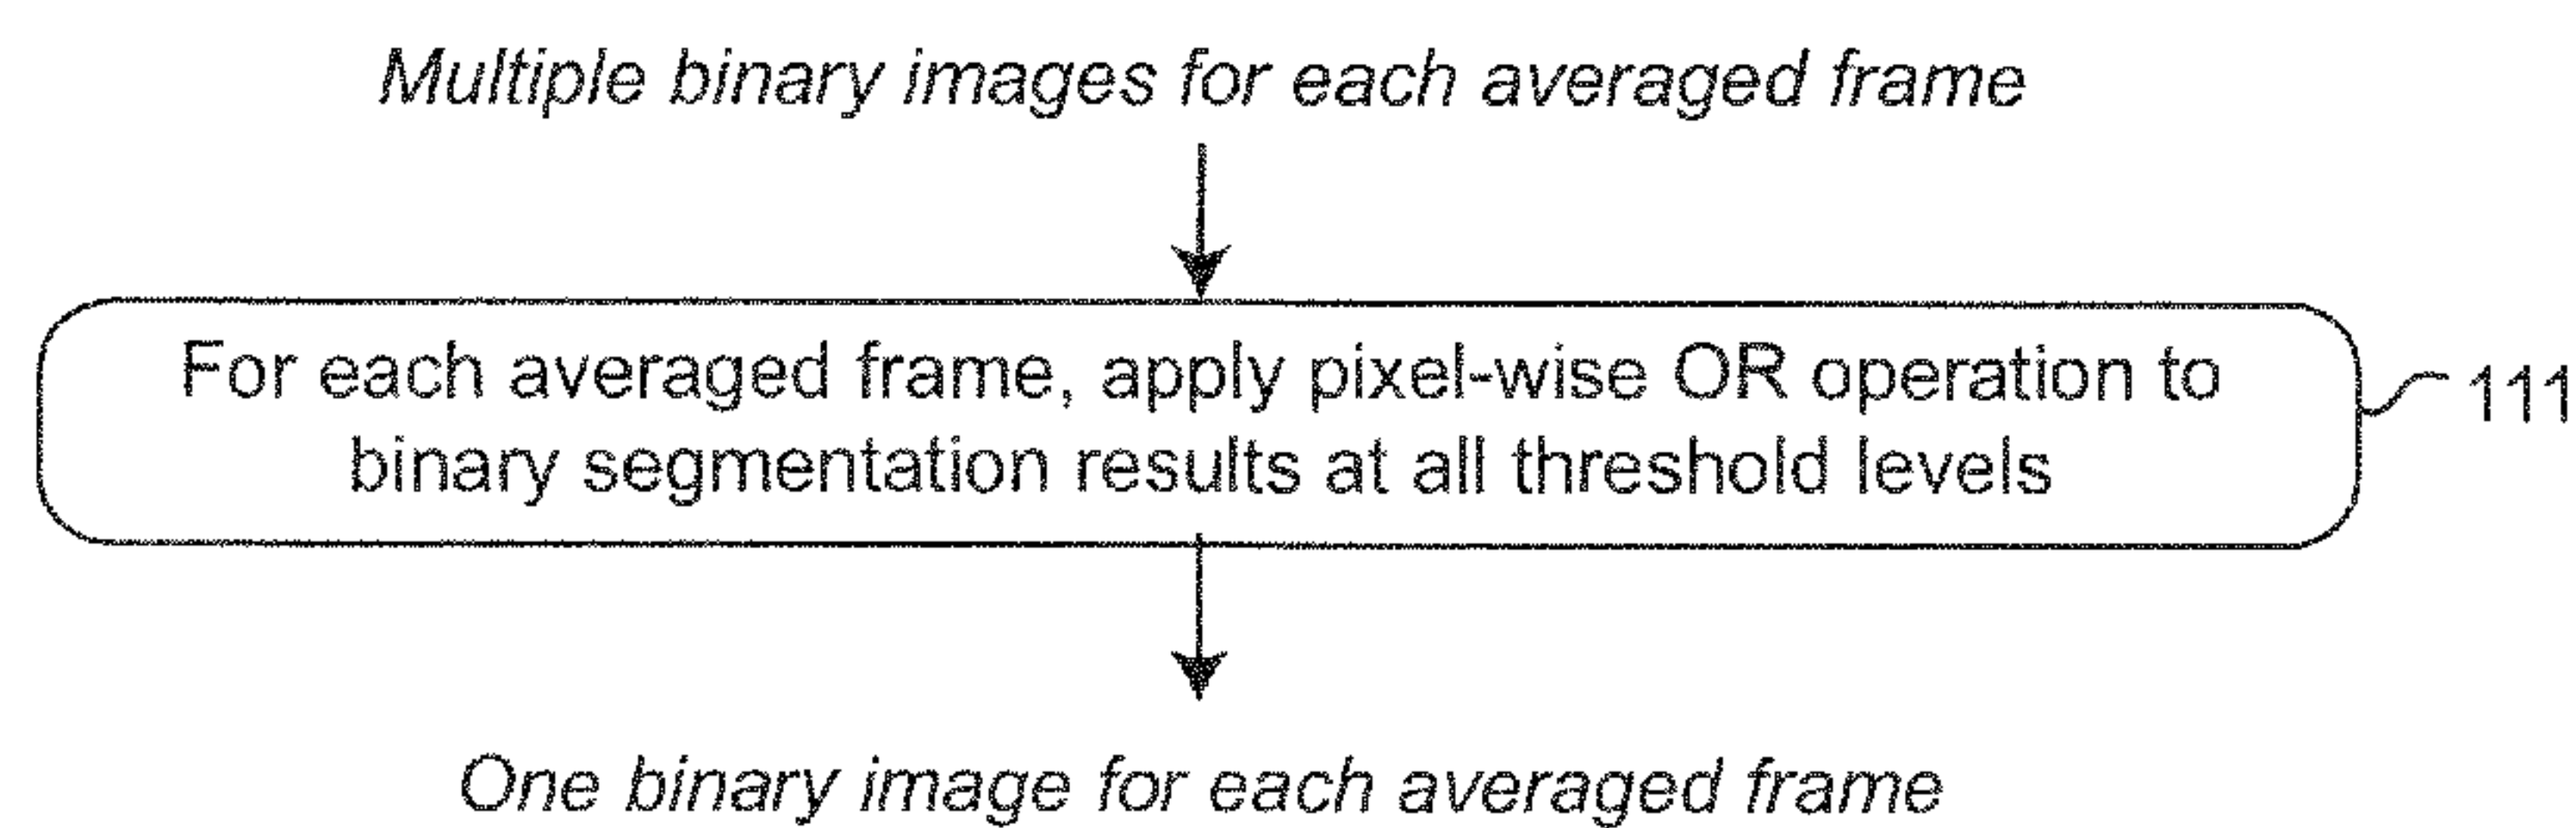 Multiple binary images for each averaged frame
For each averaged frame, apply pixel-wise OR operation to
binary segmentation results at all threshold levels
111
One binary image for each averaged frame